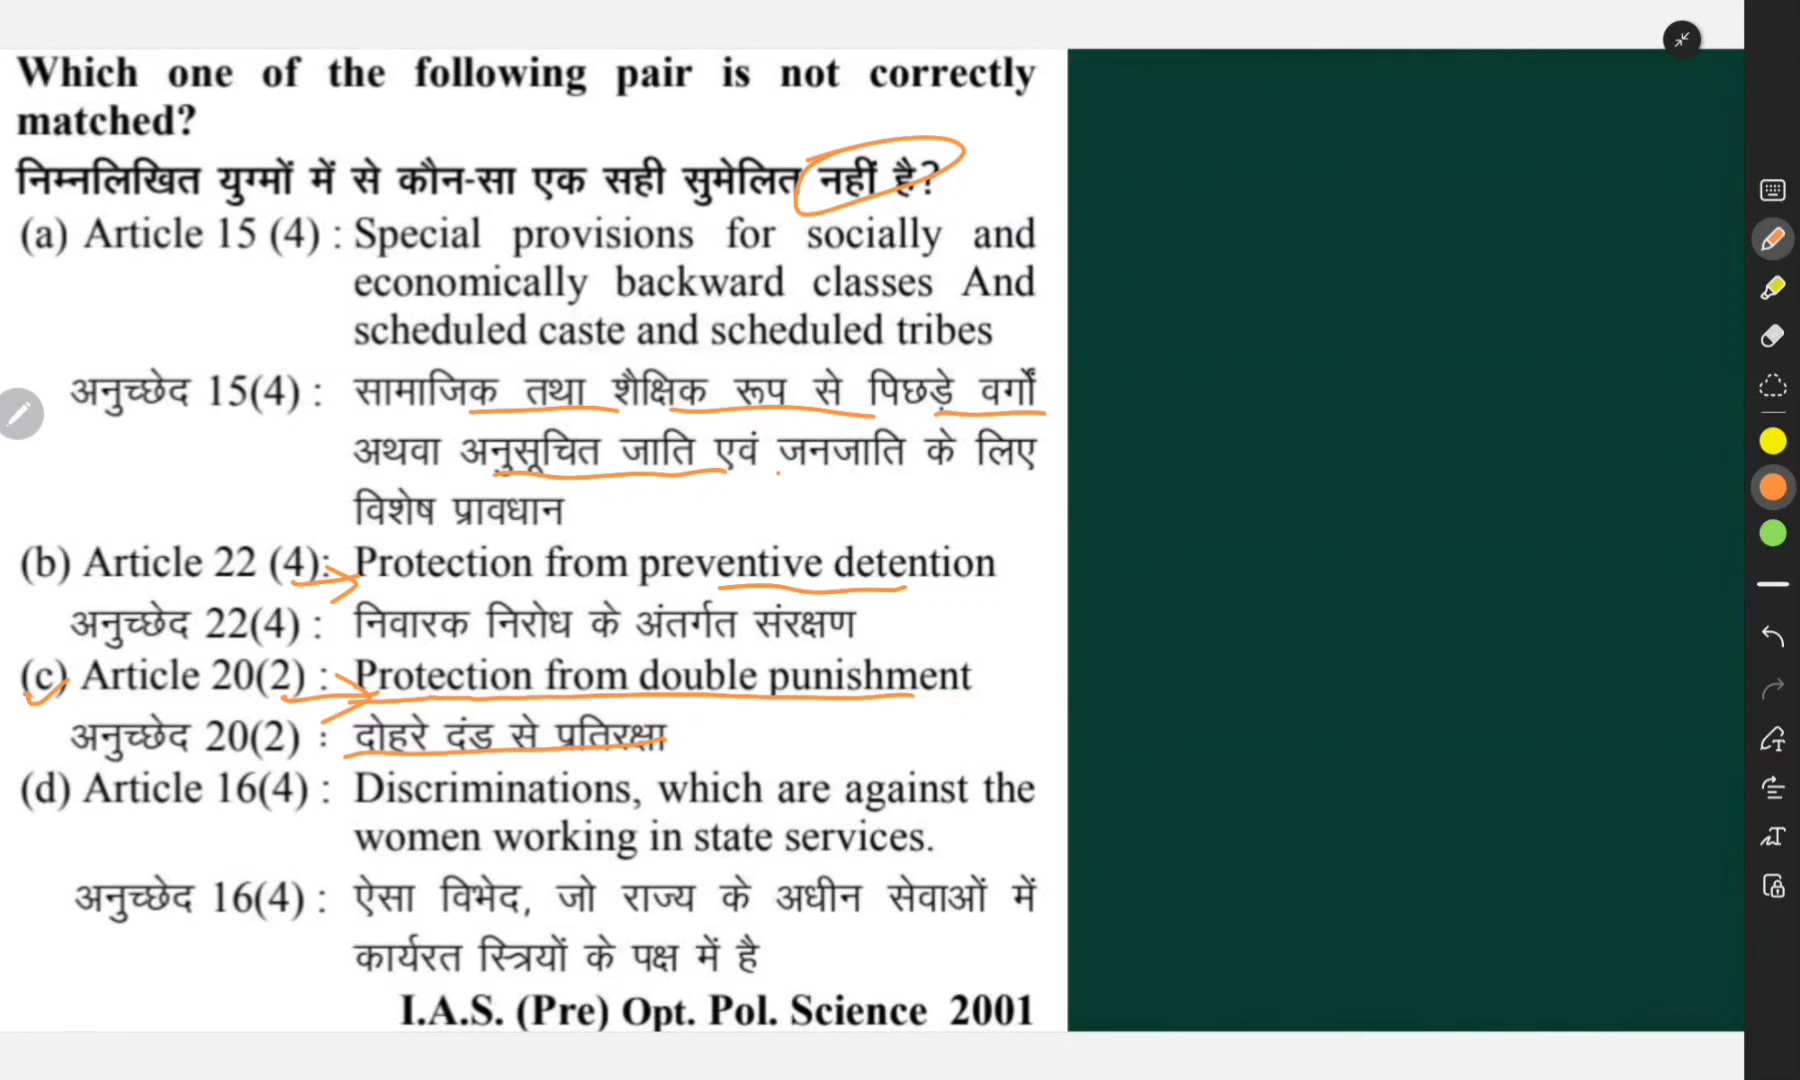 Which one of the following pair is not correctly
matched?
निम्नलिखित युग्मों में से कौन-सा एक सही सुमेलित नहीं है?
(a) Article 15 (4) : Special provisions for socially and
economically backward classes And
scheduled caste and scheduled tribes
अनुच्छेद 15(4) : सामाजिक तथा शैक्षिक रूप से पिछड़े वर्गों
अथवा अनुसूचित जाति एवं जनजाति के लिए
विशेष प्रावधान
(b) Article 22 (4): Protection from preventive detention
अनुच्छेद 22(4) : निवारक निरोध के अंतर्गत संरक्षण
(c) Article 20(2) : Protection from double punishment
अनुच्छेद 20(2) : दोहरे दंड से प्रतिरक्षा
(d) Article 16(4) : Discriminations, which are against the
women working in state services.
अनुच्छेद 16(4) : ऐसा विभेद, जो राज्य के अधीन सेवाओं में
कार्यरत स्त्रियों के पक्ष में है
I.A.S. (Pre) Opt. Pol. Science 2001